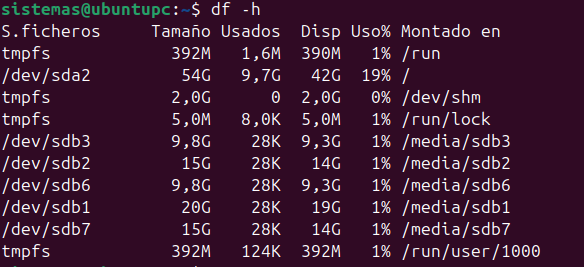 sistemas@ubuntupc:~$ df -h
S.ficheros Tamaño Usados Disp Uso% Montado en
tmpfs 392M 1,6M 390M 1% /run
/dev/sda2 54G 9,7G 42G 19% /
tmpfs 2,0G 0 2,0G 0% /dev/shm
tmpfs 5,0M 8,0K 5,0M 1% /run/lock
/dev/sdb3 9,8G 28K 9,3G 1% /media/sdb3
/dev/sdb2 15G 28K 14G 1% /media/sdb2
/dev/sdb6 9,8G 28K 9,3G 1% /media/sdb6
/dev/sdb1 20G 28K 19G 1% /media/sdb1
/dev/sdb7 15G 28K 14G 1% /media/sdb7
tmpfs 392M 124K 392M 1% /run/user/1000